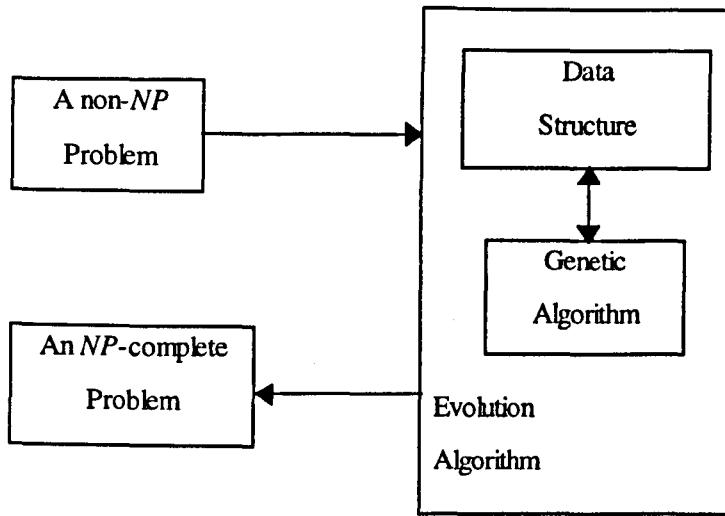 A non-NP
Problem
Data
Structure
Genetic
Algorithm
An NP-complete
Problem
Evolution
Algorithm